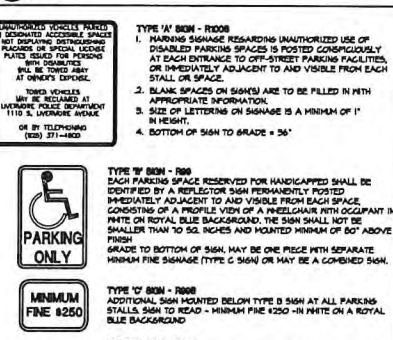 UNAUTHORIZED VEHICLES PARKED
IN DESIGNATED ACCESSIBLE SPACES
NOT DISPLAYING DISTINGUISHING
PLACARDS OR SPECIAL LICENSE
PLATES ISSUED FOR PERSONS
WITH DISABILITIES
WILL BE TOWED AWAY
AT OWNER'S EXPENSE.
TOWED VEHICLES
MAY BE RECLAIMED AT
LIVERMORE POLICE DEPARTMENT
1110 S. LIVERMORE AVENUE
OR BY TELEPHONING
(925) 371-4900
TYPE 'A' SIGN - R100B
1. WARNING SIGNAGE REGARDING UNAUTHORIZED USE OF
DISABLED PARKING SPACES IS POSTED CONSPICUOUSLY
AT EACH ENTRANCE TO OFF-STREET PARKING FACILITIES,
OR IMMEDIATELY ADJACENT TO AND VISIBLE FROM EACH
STALL OR SPACE.
2. BLANK SPACES ON SIGN(S) ARE TO BE FILLED IN WITH
APPROPRIATE INFORMATION.
3. SIZE OF LETTERING ON SIGNAGE IS A MINIMUM OF 1"
IN HEIGHT.
4. BOTTOM OF SIGN TO GRADE = 36"
PARKING
ONLY
TYPE 'B' SIGN - R99
EACH PARKING SPACE RESERVED FOR HANDICAPPED SHALL BE
IDENTIFIED BY A REFLECTOR SIGN PERMANENTLY POSTED
IMMEDIATELY ADJACENT TO AND VISIBLE FROM EACH SPACE,
CONSISTING OF A PROFILE VIEW OF A WHEELCHAIR WITH OCCUPANT IN
WHITE ON ROYAL BLUE BACKGROUND. THE SIGN SHALL NOT BE
SMALLER THAN 70 SQ. INCHES AND MOUNTED MINIMUM OF 80" ABOVE
FINISH
GRADE TO BOTTOM OF SIGN, MAY BE ONE PIECE WITH SEPARATE
MINIMUM FINE SIGNAGE (TYPE C SIGN) OR MAY BE A COMBINED SIGN.
MINIMUM
FINE $250
TYPE 'C' SIGN - R99B
ADDITIONAL SIGN MOUNTED BELOW TYPE B SIGN AT ALL PARKING
STALLS. SIGN TO READ - MINIMUM FINE $250 -IN WHITE ON A ROYAL
BLUE BACKGROUND